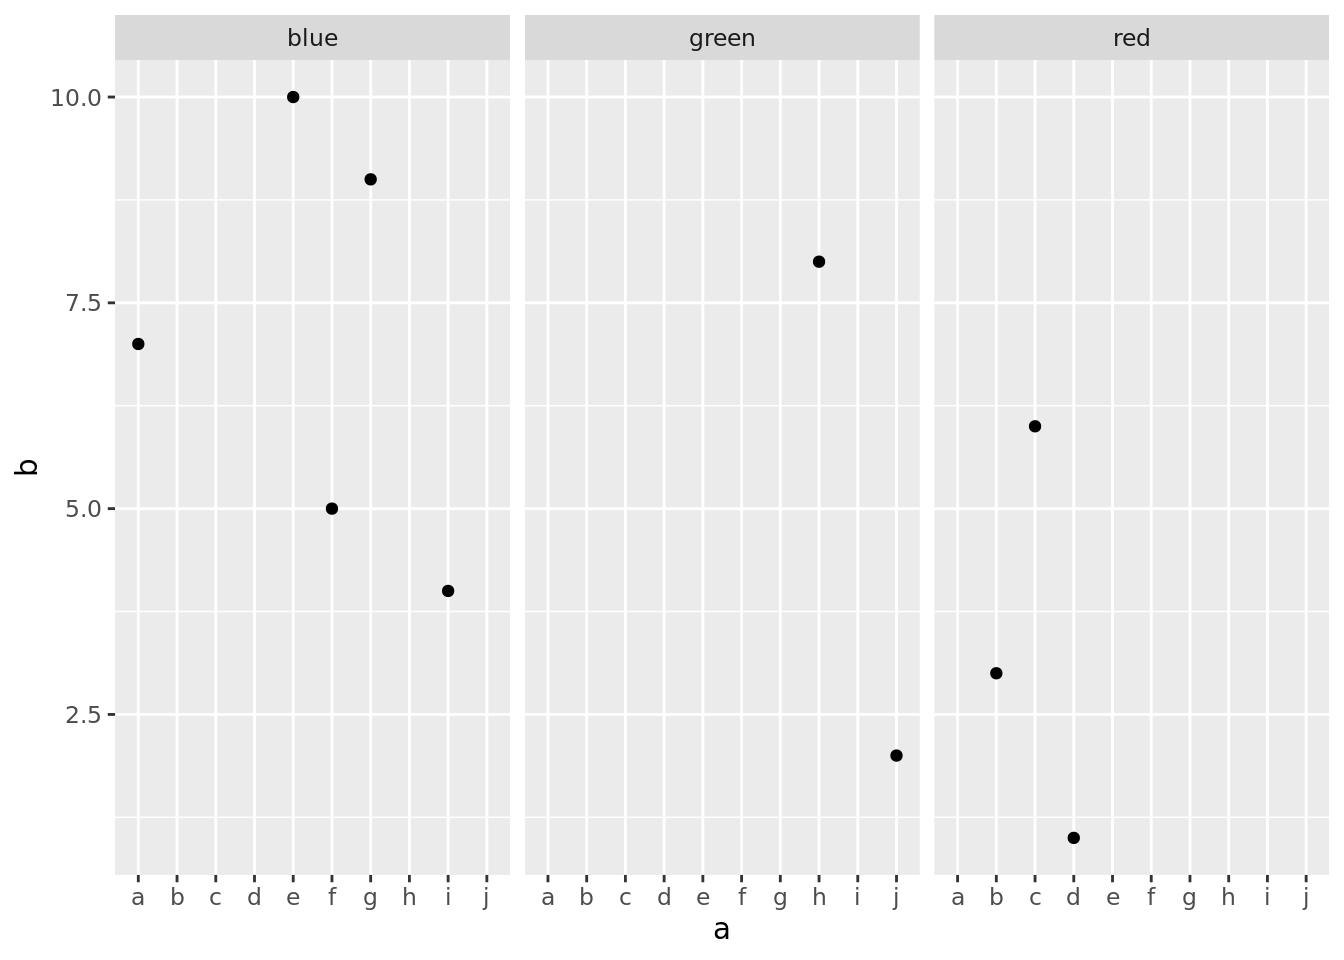 blue green red
10.0
7.5
5.0
2.5
b
a b c d e f g h i j a b c d e f g h i j a b c d e f g h i j
a